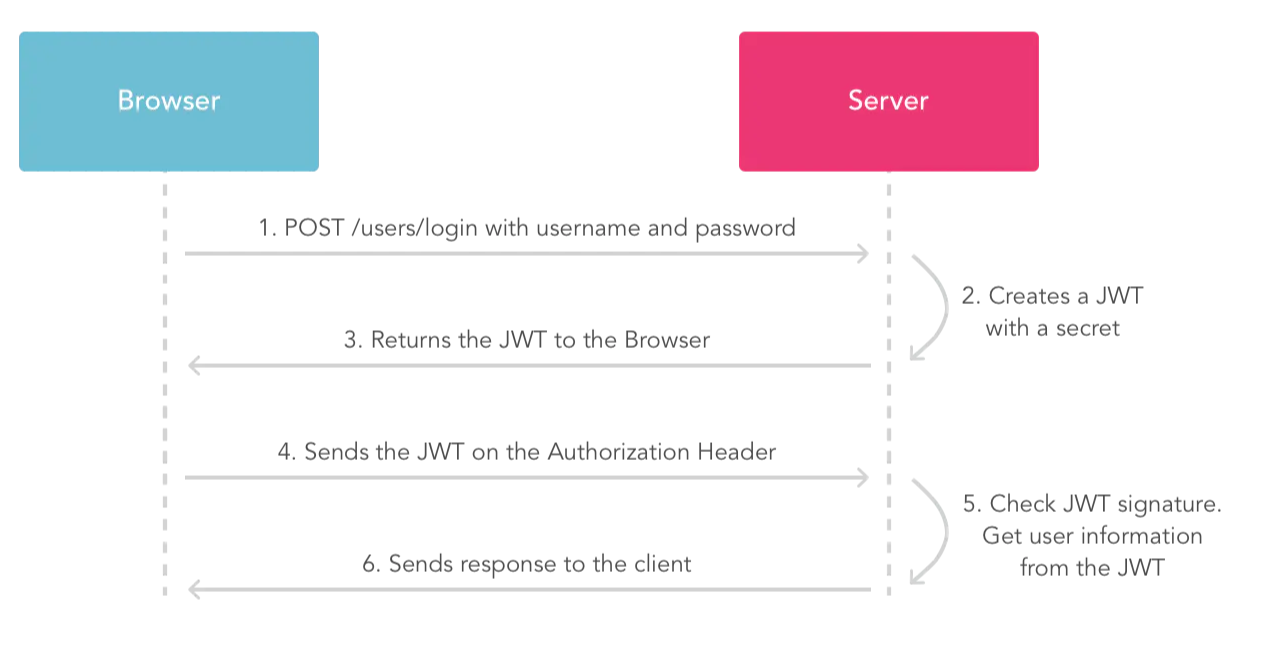 Browser
Server
1. POST /users/login with username and password
2. Creates a JWT
with a secret
3. Returns the JWT to the Browser
4. Sends the JWT on the Authorization Header
5. Check JWT signature.
Get user information
from the JWT
6. Sends response to the client